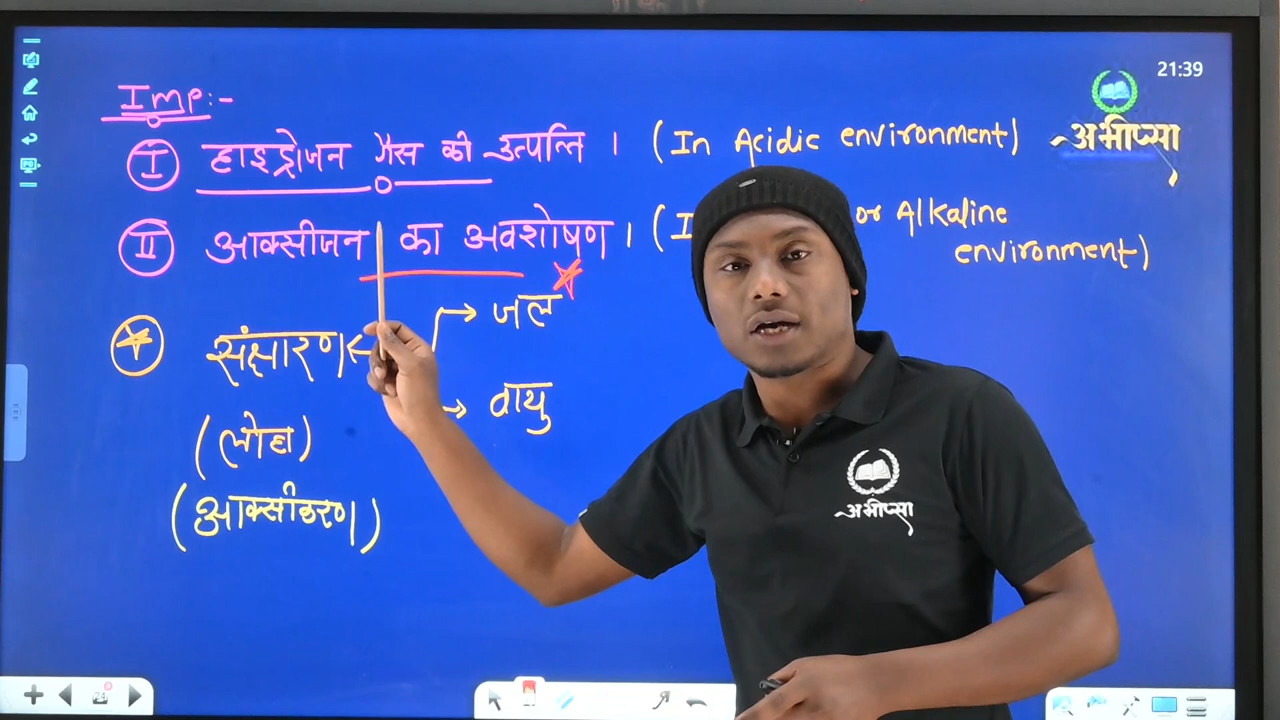 21:39
अभीप्सा
Imp:-
I हाइड्रोजन गैस की उत्पत्ति । (In Acidic environment)
II आक्सीजन का अवशोषण । (I or Alkaline
environment)
संक्षारण
जल
वायु
(लोहा)
(आक्सीकरण)
अभीप्सा